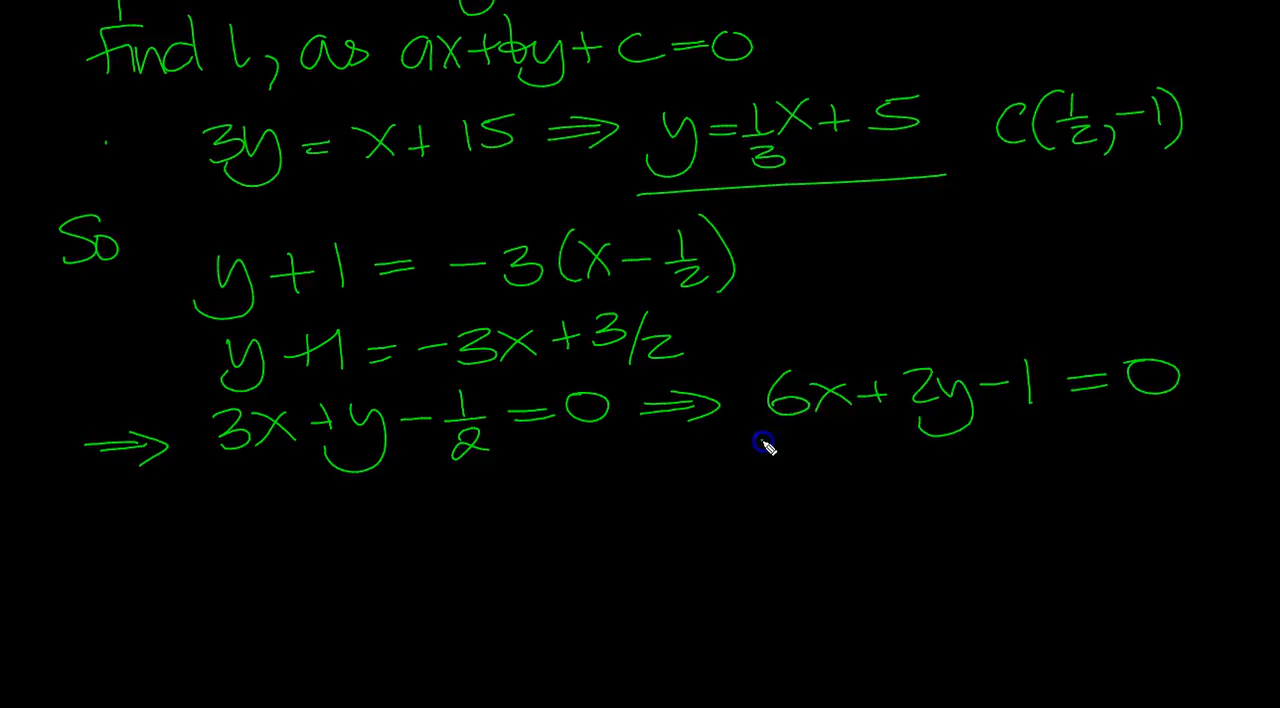 Find l, as ax+by+c=0
3y = x+15 ⇒ y=1/3x+5 C(1/2,-1)
So
y+1 = -3(x-1/2)
y+1=-3x+3/2
⇒ 3x+y-1/2=0 ⇒ 6x+2y-1=0